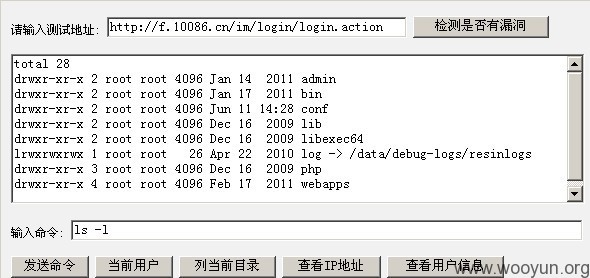 请输入测试地址: http://f.10086.cn/im/login/login.action 检测是否有漏洞
total 28
drwxr-xr-x 2 root root 4096 Jan 14  2011 admin
drwxr-xr-x 2 root root 4096 Jan 17  2011 bin
drwxr-xr-x 2 root root 4096 Jun 11 14:28 conf
drwxr-xr-x 2 root root 4096 Dec 16  2009 lib
drwxr-xr-x 2 root root 4096 Dec 16  2009 libexec64
lrwxrwxrwx 1 root root   26 Apr 22  2010 log -> /data/debug-logs/resinlogs
drwxr-xr-x 3 root root 4096 Dec 16  2009 php
drwxr-xr-x 4 root root 4096 Feb 17  2011 webapps
输入命令: ls -l
发送命令 当前用户 列当前目录 查看IP地址 查看用户信息
www.wooyun.org